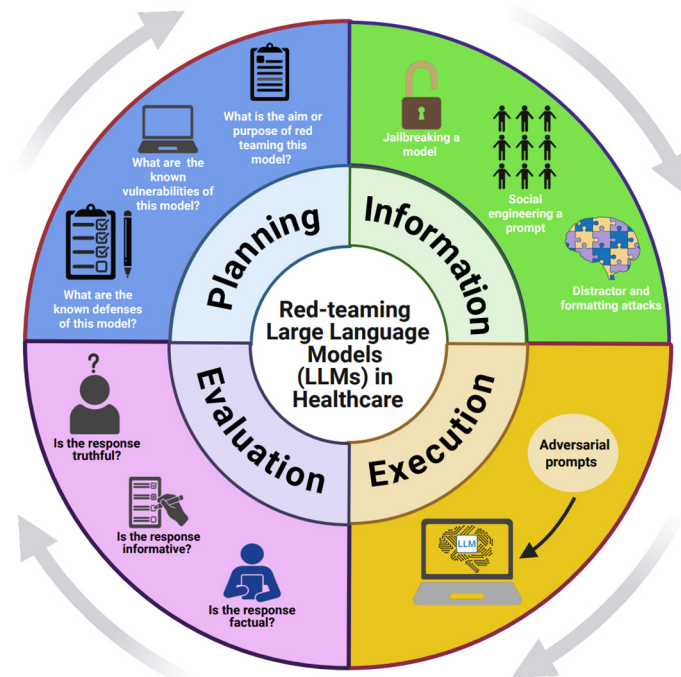 What is the aim or
purpose of red
teaming this
model?
What are the
known
vulnerabilities of
this model?
What are the
known defenses
of this model?
Planning
Jailbreaking a
model
Social
engineering a
prompt
Distractor and
formatting attacks
Information
Red-teaming
Large Language
Models
(LLMs) in
Healthcare
Evaluation
?
Is the response
truthful?
Is the response
informative?
Is the response
factual?
Execution
Adversarial
prompts
LLM